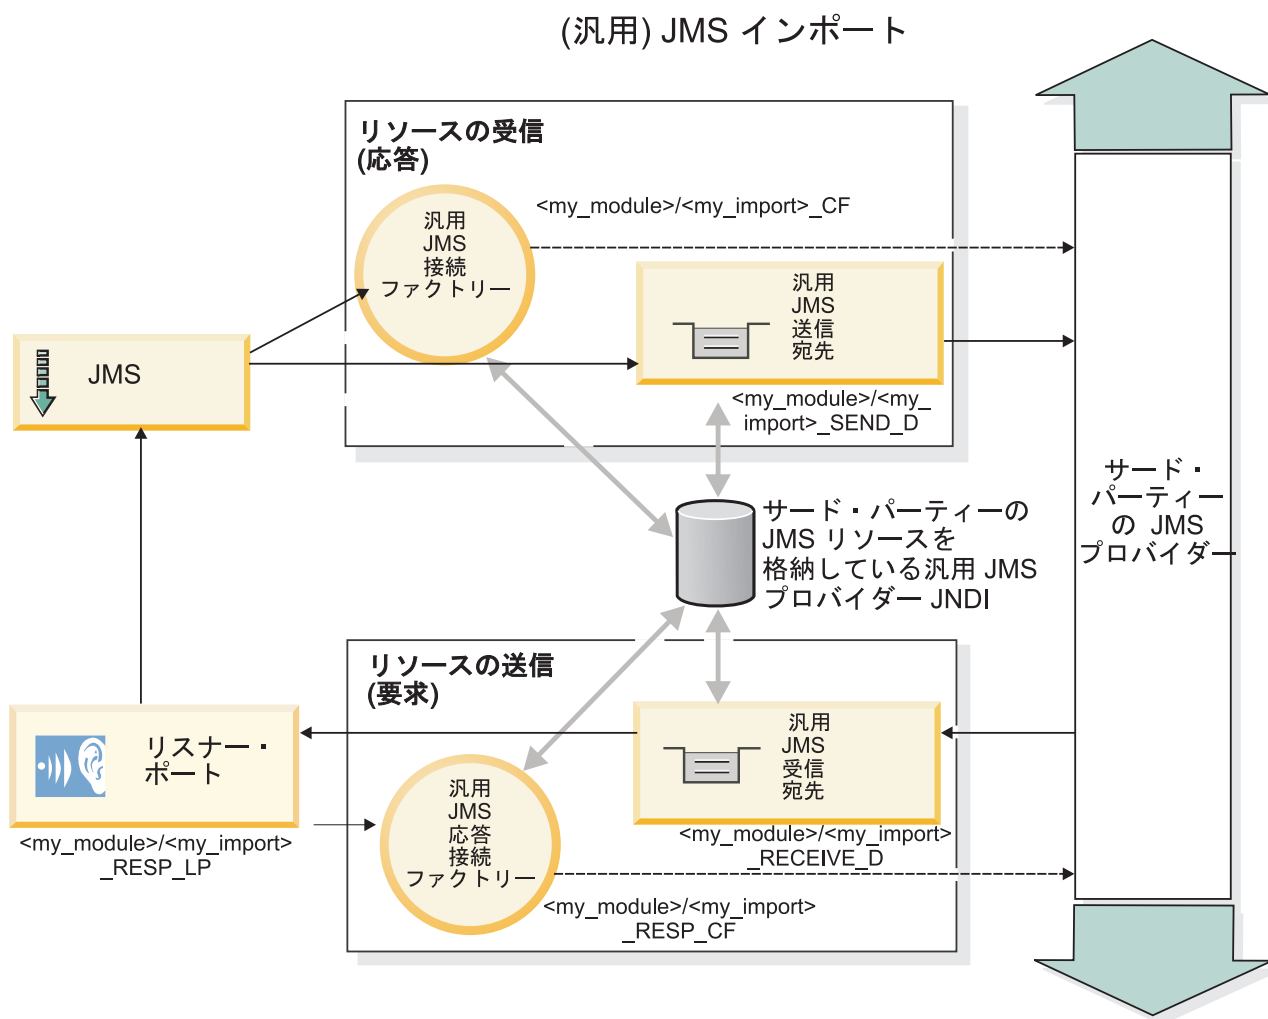 (汎用) JMS インポート
リソースの受信
(応答)
汎用
JMS
接続
ファクトリー
<my_module>/<my_import>_CF
汎用
JMS
送信
宛先
<my_module>/<my_
import>_SEND_D
JMS
サード・パーティーの
JMS リソースを
格納している汎用 JMS
プロバイダー JNDI
サード・
パーティー
の JMS
プロバイダー
リソースの送信
(要求)
汎用
JMS
受信
宛先
<my_module>/<my_import>
_RECEIVE_D
リスナー・
ポート
<my_module>/<my_import>
_RESP_LP
汎用
JMS
応答
接続
ファクトリー
<my_module>/<my_import>
_RESP_CF